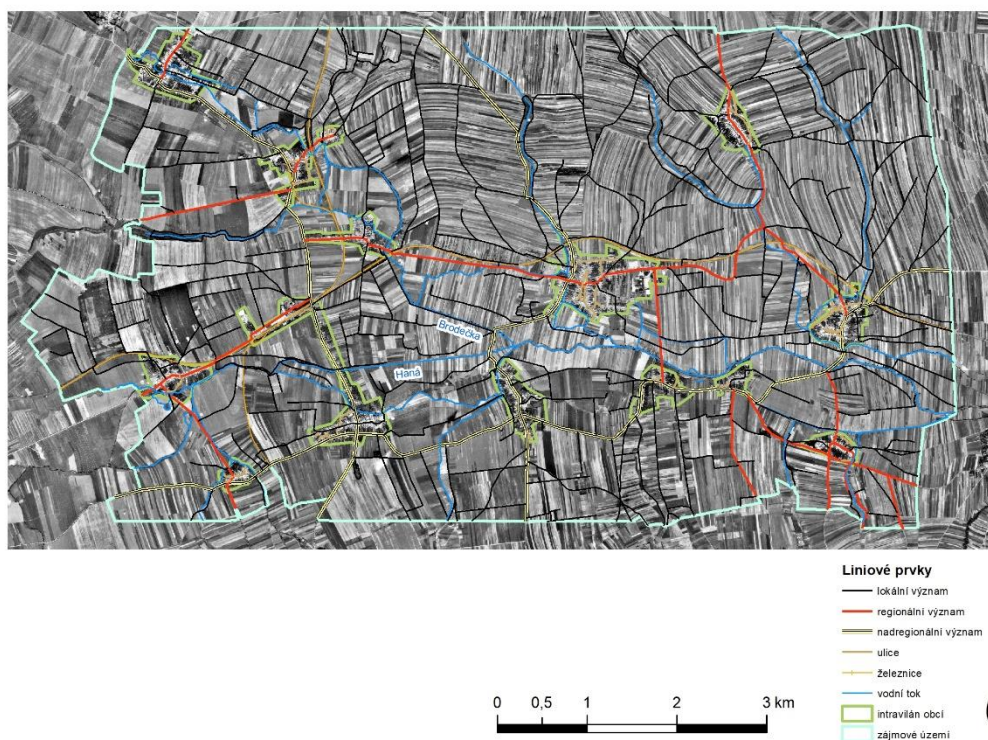 Brodečka
Haná
Liniové prvky
lokální význam
regionální význam
nadregionální význam
ulice
železnice
vodní tok
intravilán obcí
zájmové území
0 0,5 1 2 3 km